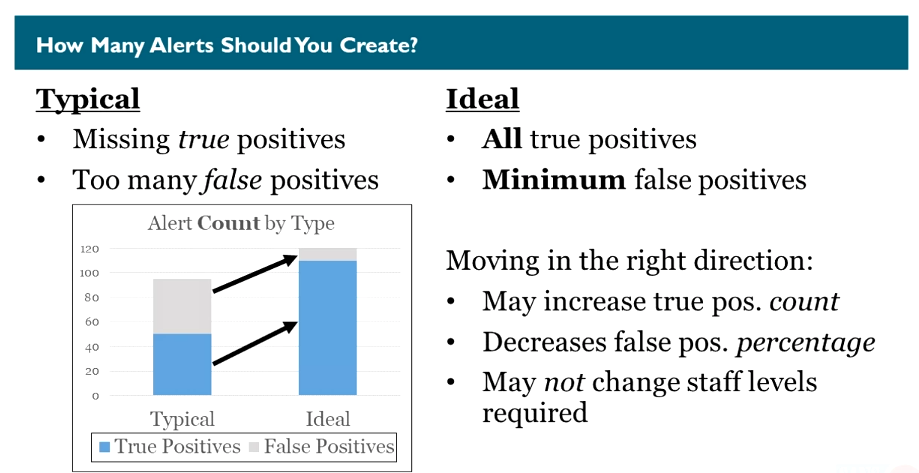 How Many Alerts Should You Create?
Typical
• Missing true positives
• Too many false positives
Alert Count by Type
120
100
80
60
40
20
0
Typical Ideal
True Positives False Positives
Ideal
• All true positives
• Minimum false positives
Moving in the right direction:
• May increase true pos. count
• Decreases false pos. percentage
• May not change staff levels
required